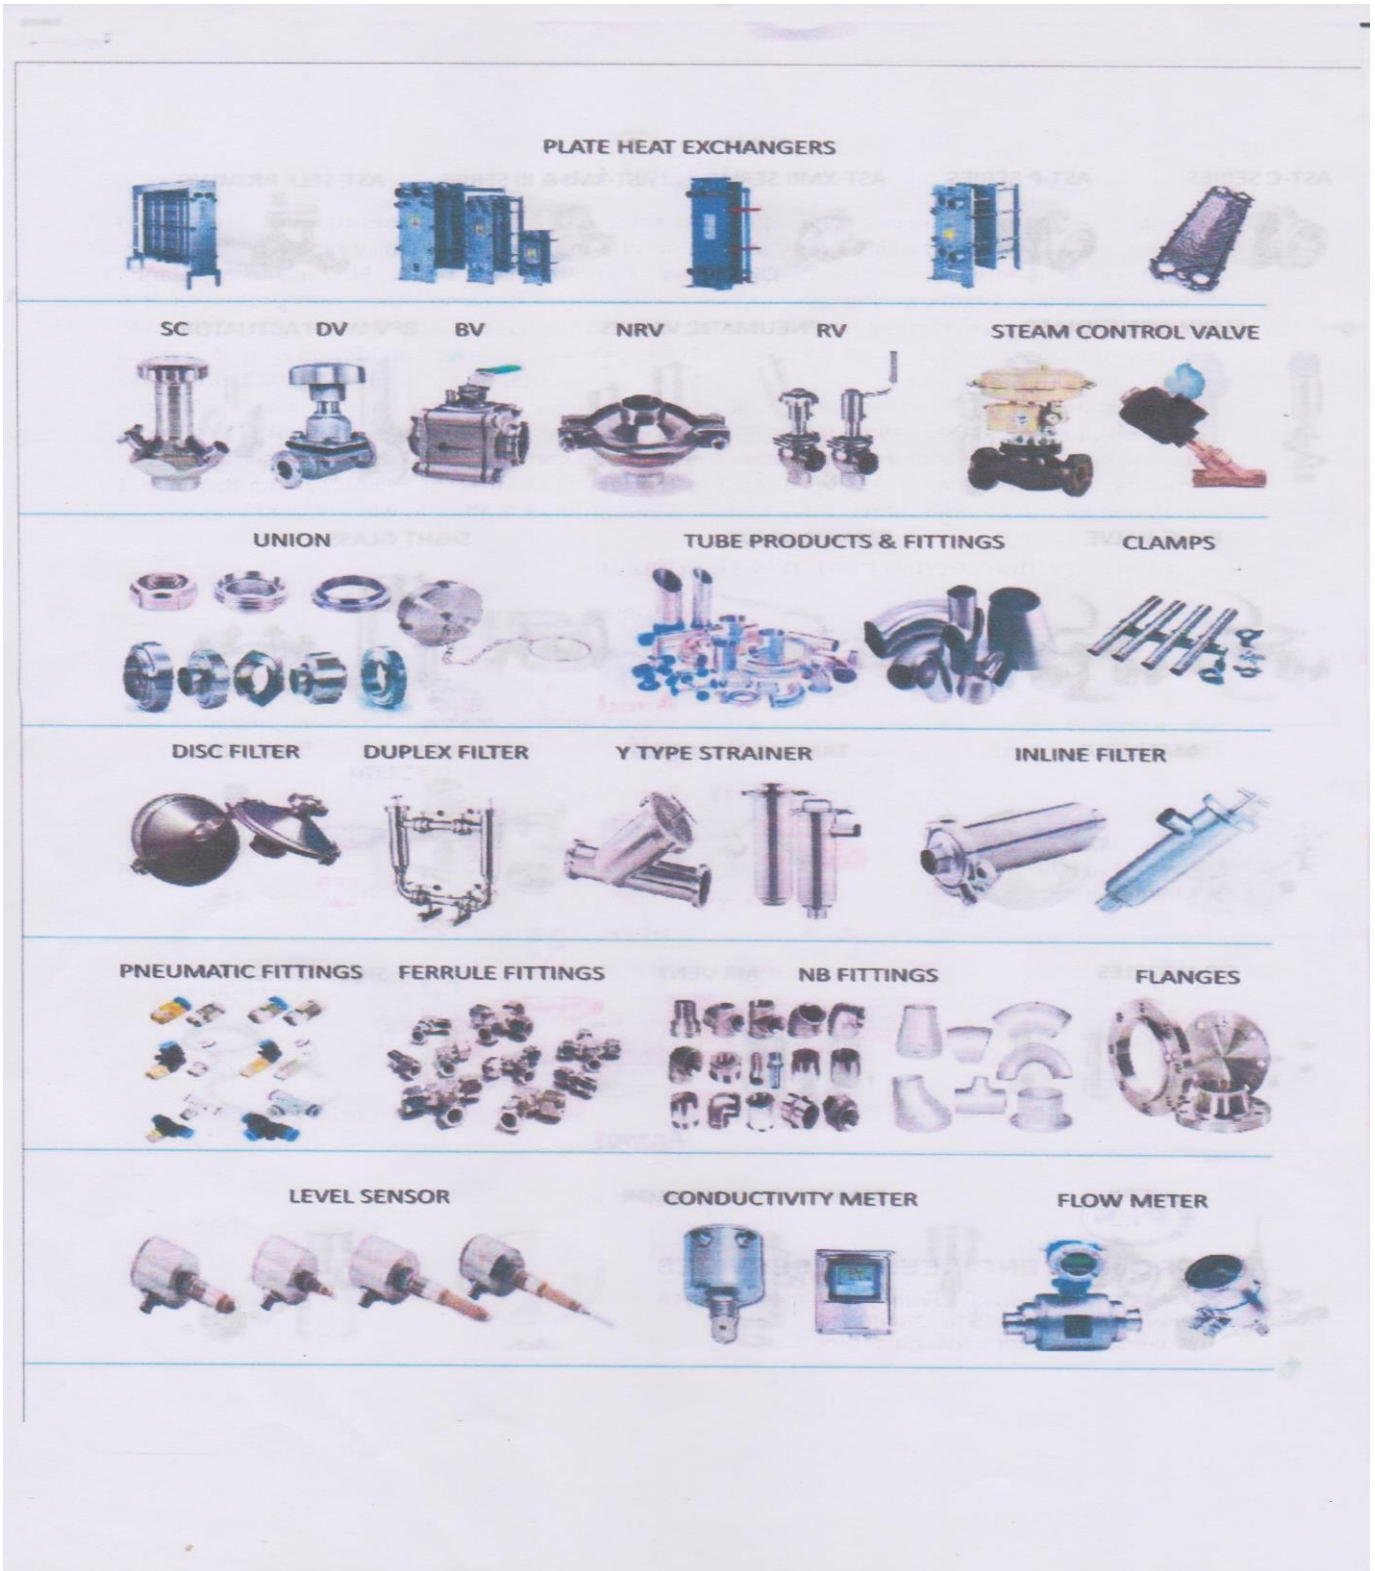 PLATE HEAT EXCHANGERS
SC DV BV NRV RV STEAM CONTROL VALVE
UNION TUBE PRODUCTS & FITTINGS CLAMPS
DISC FILTER DUPLEX FILTER Y TYPE STRAINER INLINE FILTER
PNEUMATIC FITTINGS FERRULE FITTINGS NB FITTINGS FLANGES
LEVEL SENSOR CONDUCTIVITY METER FLOW METER